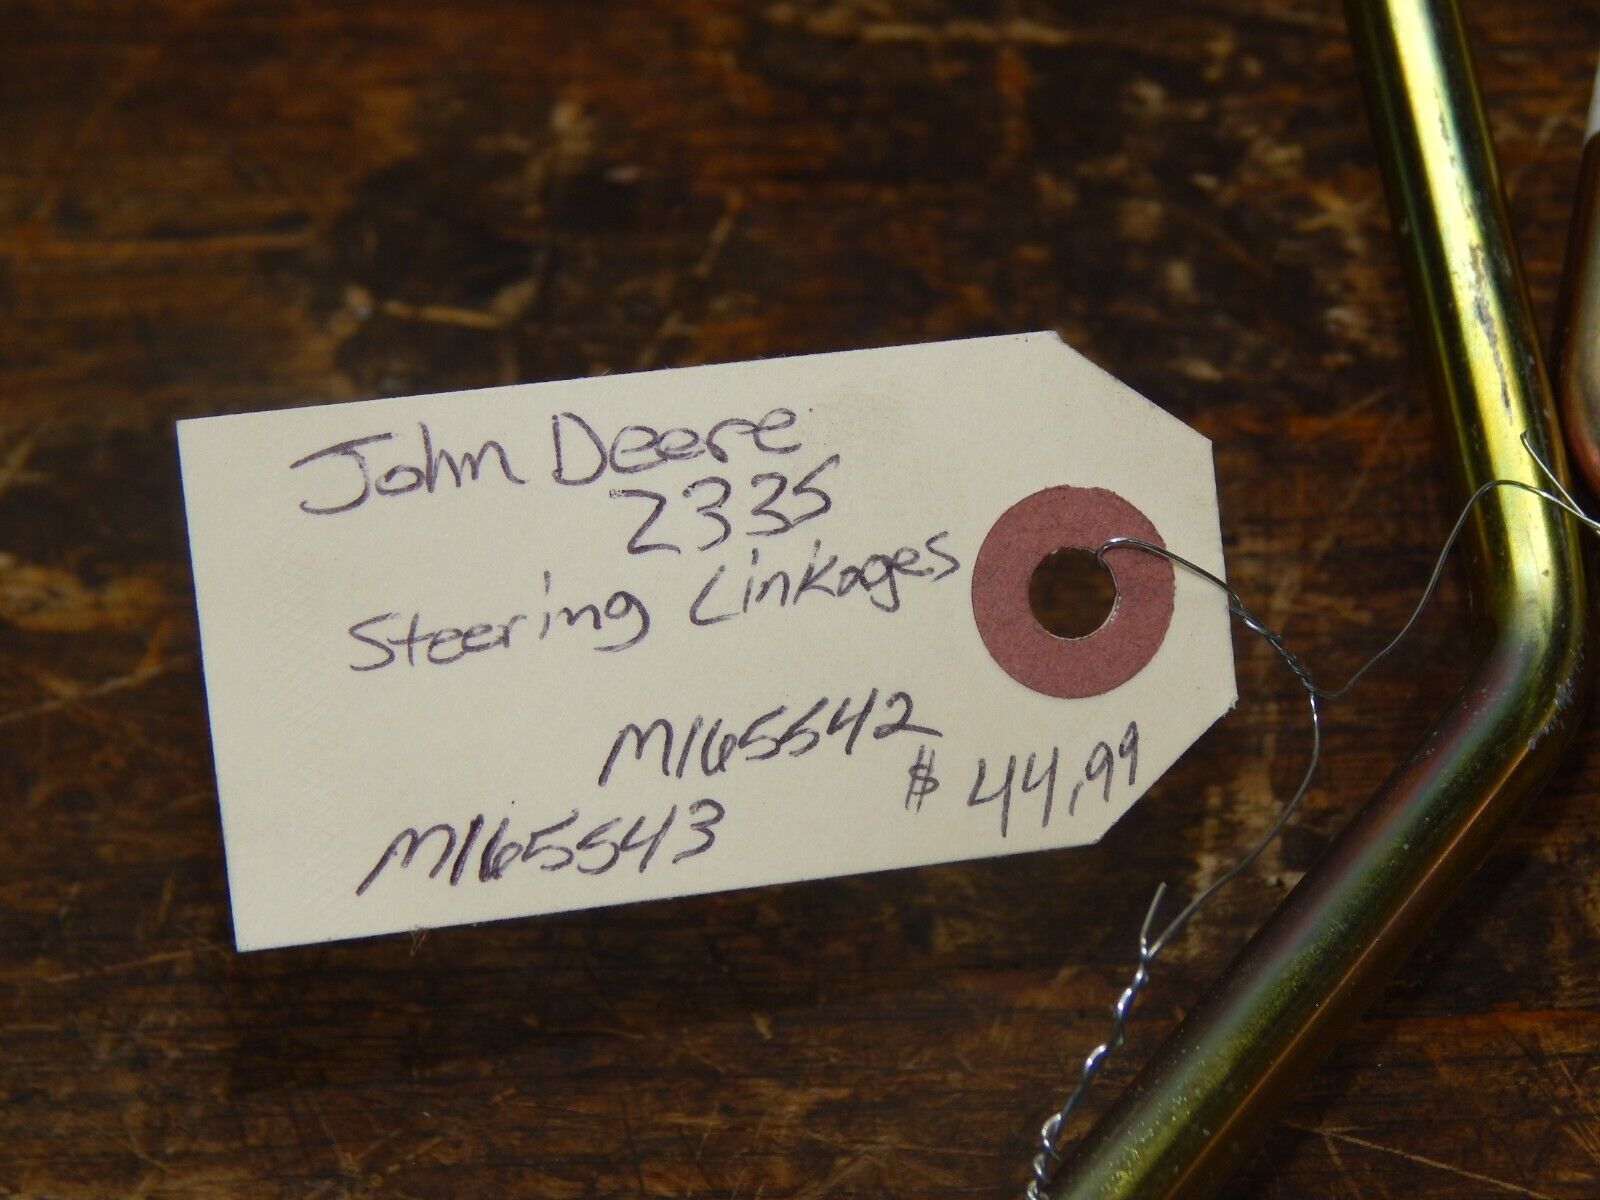 John Deere
Z335
Steering Linkages
M165542
$44.99
M165543